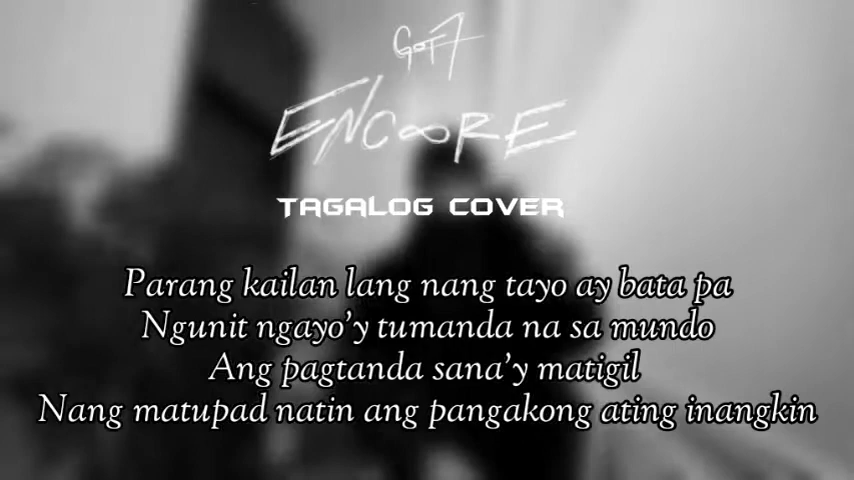 GOT7
ENCORE
TAGALOG COVER
Parang kailan lang nang tayo ay bata pa
Ngunit ngayo'y tumanda na sa mundo
Ang pagtanda sana'y matigil
Nang matupad natin ang pangakong ating inangkin